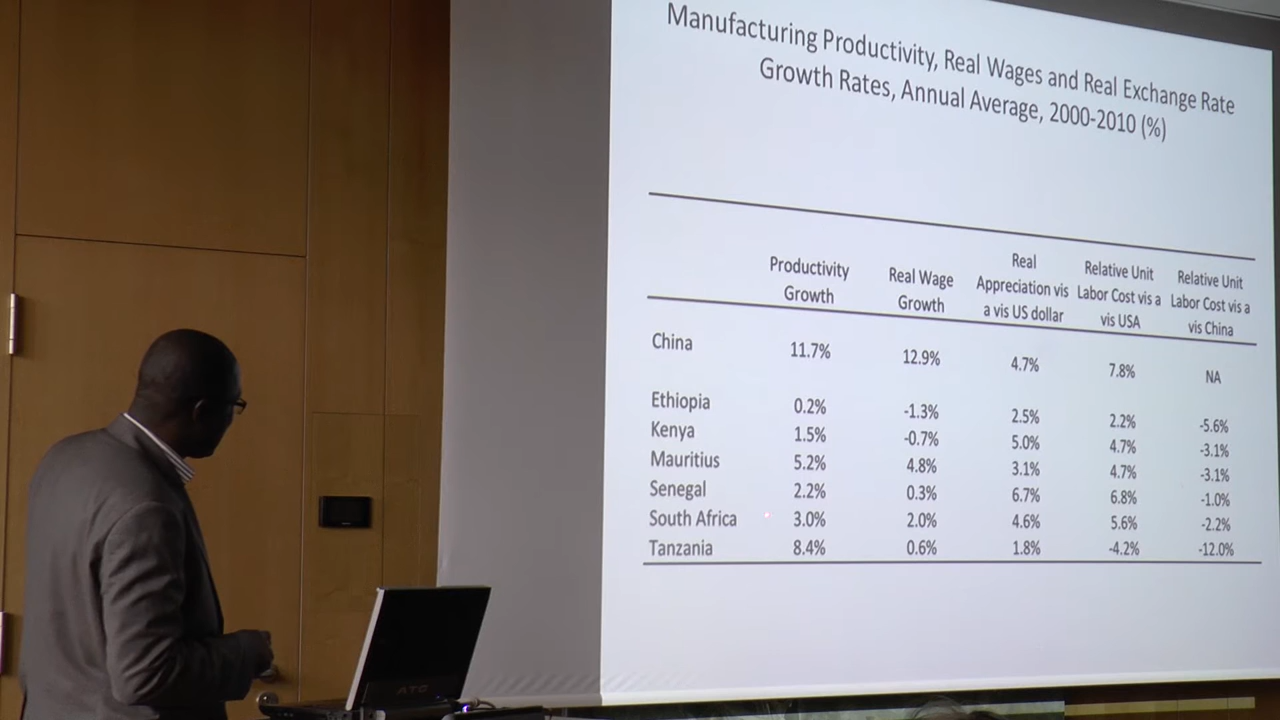 Manufacturing Productivity, Real Wages and Real Exchange Rate
Growth Rates, Annual Average, 2000-2010 (%)
Productivity Growth Real Wage Growth Real Appreciation vis a vis US dollar Relative Unit Labor Cost vis a vis USA Relative Unit Labor Cost vis a vis China
China 11.7% 12.9% 4.7% 7.8% NA
Ethiopia 0.2% -1.3% 2.5% 2.2% -5.6%
Kenya 1.5% -0.7% 5.0% 4.7% -3.1%
Mauritius 5.2% 4.8% 3.1% 4.7% -3.1%
Senegal 2.2% 0.3% 6.7% 6.8% -1.0%
South Africa 3.0% 2.0% 4.6% 5.6% -2.2%
Tanzania 8.4% 0.6% 1.8% -4.2% -12.0%
ATC